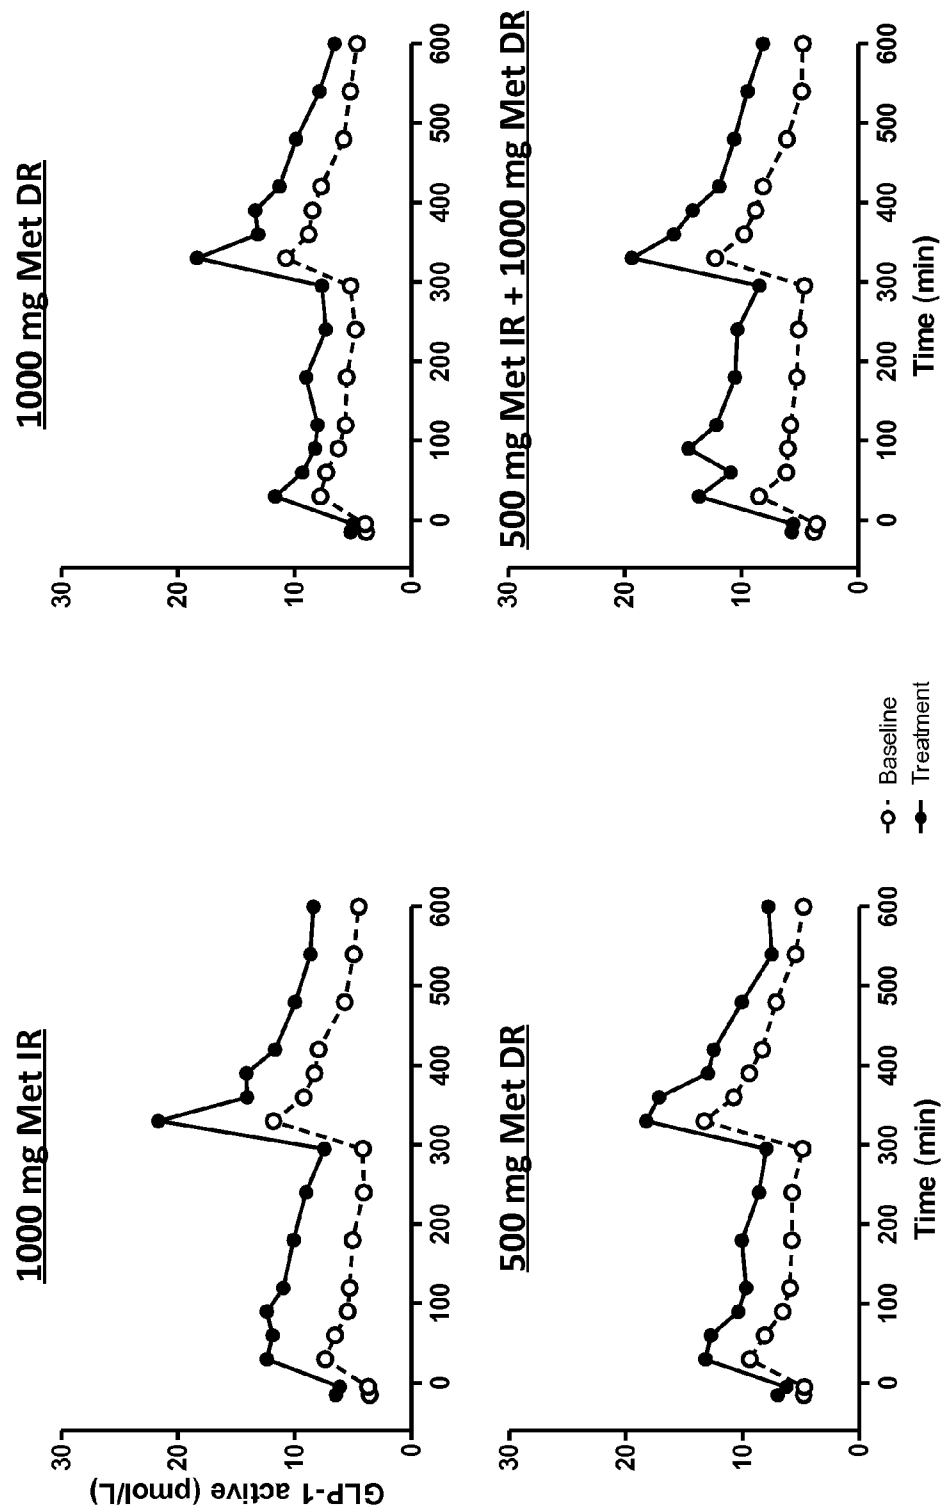 1000 mg Met IR
GLP-1 active (pmol/L)
30
20
10
0
0 100 200 300 400 500 600
1000 mg Met DR
30
20
10
0
0 100 200 300 400 500 600
500 mg Met DR
30
20
10
0
0 100 200 300 400 500 600
Time (min)
500 mg Met IR + 1000 mg Met DR
30
20
10
0
0 100 200 300 400 500 600
Time (min)
Baseline
Treatment